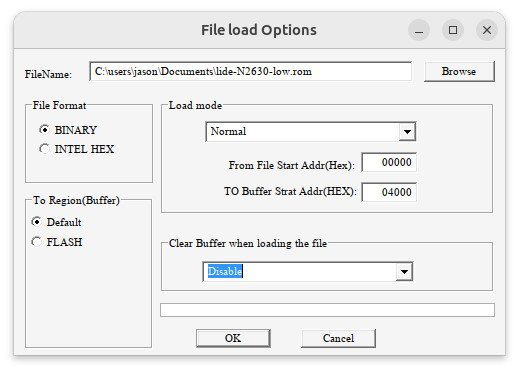 File load Options
FileName: C:\users\jason\Documents\lide-N2630-low.rom Browse
File Format
BINARY
INTEL HEX
To Region(Buffer)
Default
FLASH
Load mode
Normal
From File Start Addr(Hex): 00000
TO Buffer Strat Addr(HEX): 04000
Clear Buffer when loading the file
Disable
OK Cancel